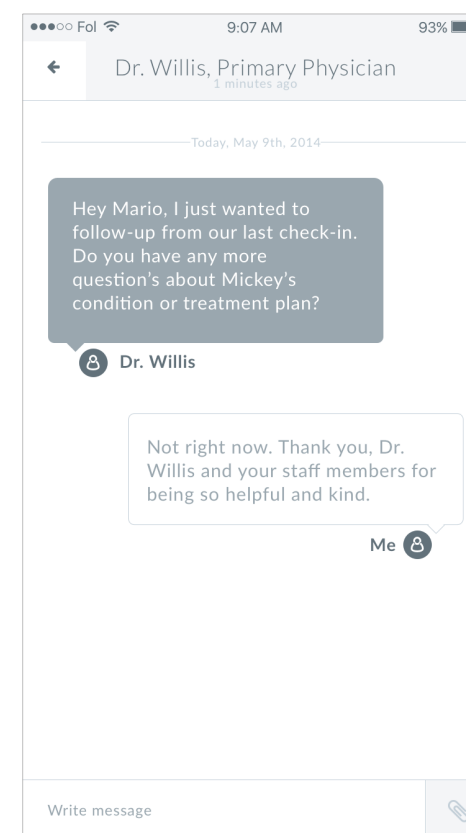 Fol 9:07 AM 93%
Dr. Willis, Primary Physician
1 minutes ago
Today, May 9th, 2014
Hey Mario, I just wanted to
follow-up from our last check-in.
Do you have any more
question's about Mickey's
condition or treatment plan?
Dr. Willis
Not right now. Thank you, Dr.
Willis and your staff members for
being so helpful and kind.
Me
Write message